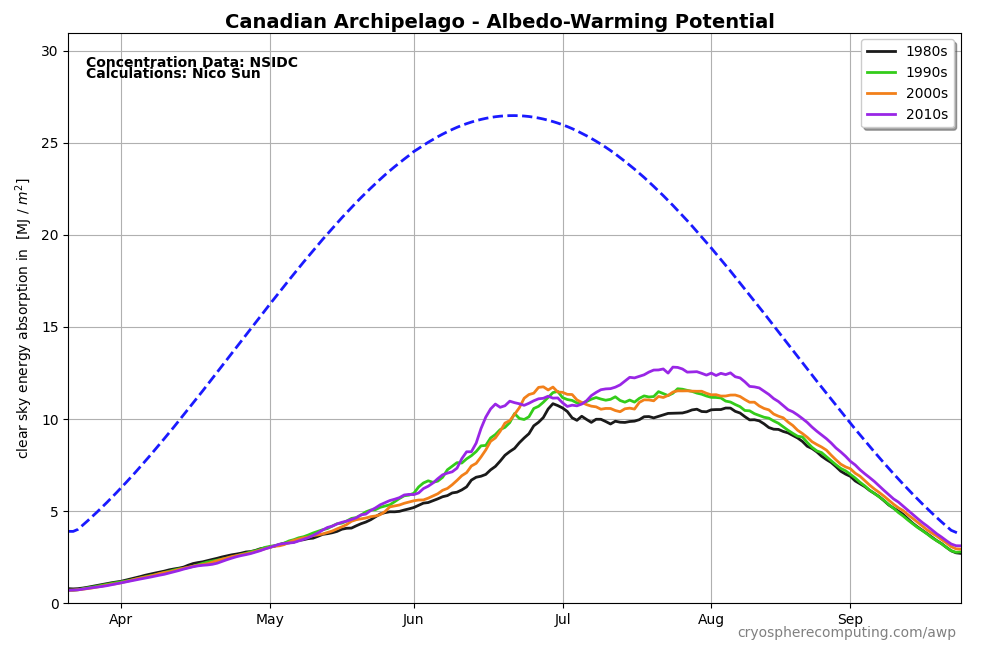 Canadian Archipelago - Albedo-Warming Potential
Concentration Data: NSIDC
Calculations: Nico Sun
1980s
1990s
2000s
2010s
clear sky energy absorption in [MJ / m²]
30
25
20
15
10
5
0
Apr May Jun Jul Aug Sep
cryospherecomputing.com/awp